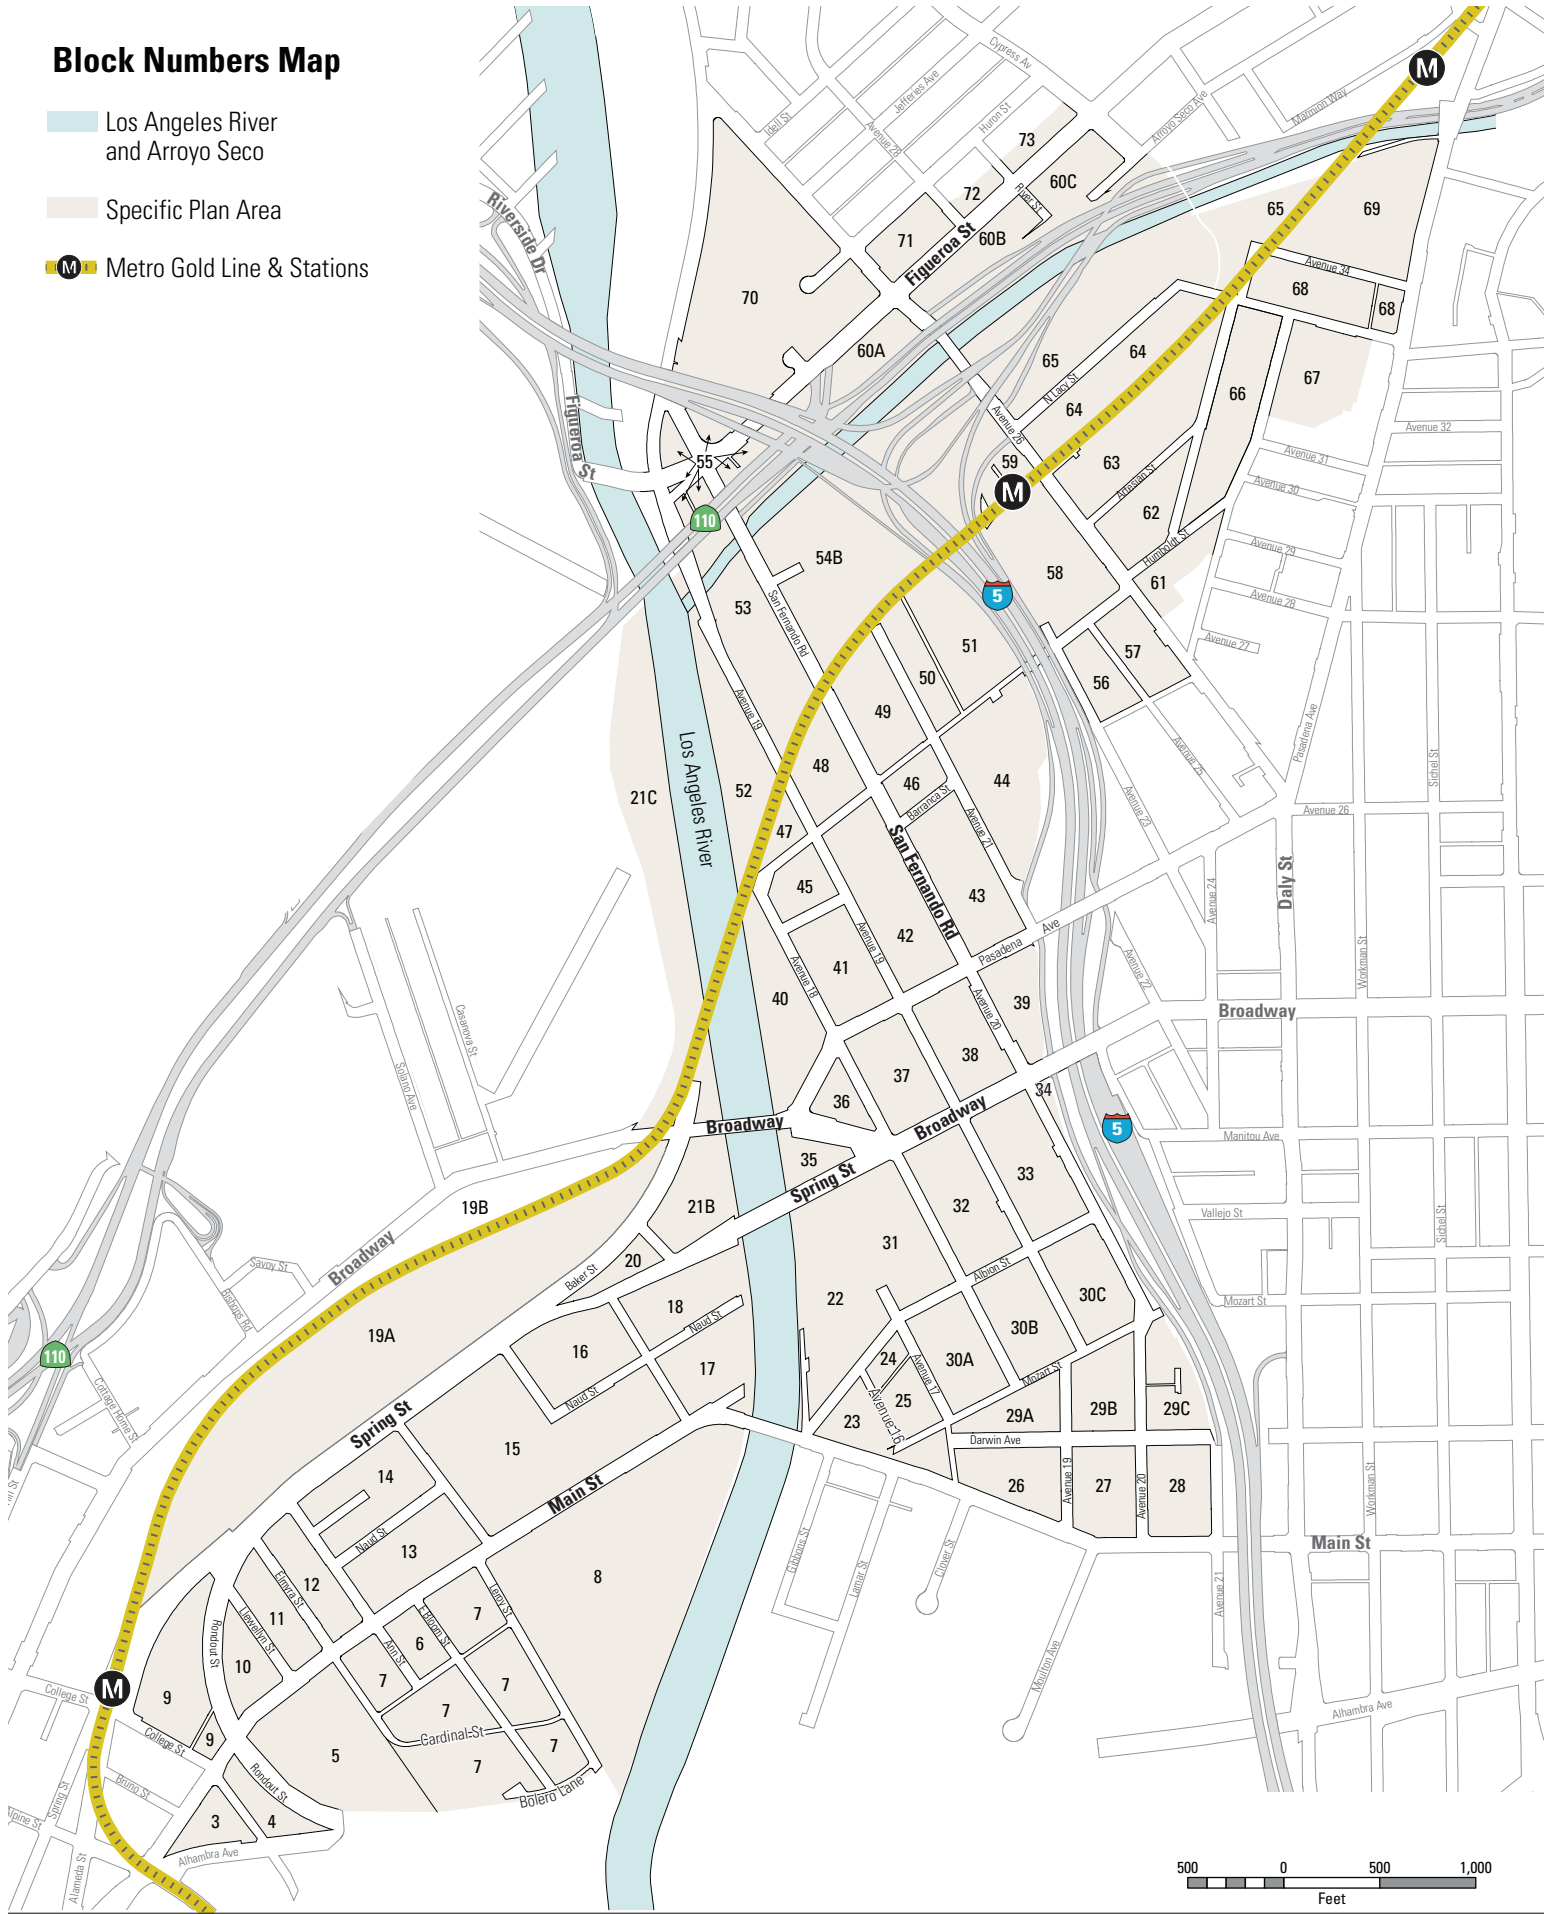 Block Numbers Map
Los Angeles River
and Arroyo Seco
Specific Plan Area
M
Metro Gold Line & Stations
M
Cypress Av
Jefferies Ave
Huron St
Idell St
Avenue 28
Arroyo Seco Ave
Marmion Way
73
72
60C
River St
71
60B
Figueroa St
65
69
Riverside Dr
Avenue 34
70
68
68
60A
65
64
N Lacy St
64
66
67
Figueroa St
Avenue 26
Avenue 32
55
59
63
Avenue 31
Artesian St
Avenue 30
M
110
62
Humboldt St
Avenue 29
54B
58
61
5
Avenue 28
53
San Fernando Rd
51
57
Avenue 27
50
56
Avenue 19
49
Pasadena Ave
Avenue 25
Los Angeles River
48
44
Sichel St
21C
52
46
Barranca St
Avenue 23
Avenue 26
47
Avenue 21
San Fernando Rd
45
43
Avenue 24
Daly St
42
Avenue 19
Pasadena Ave
41
Avenue 18
Avenue 22
Workman St
40
39
Avenue 20
Broadway
Casanova St
Solano Ave
38
37
34
36
Broadway
Broadway
5
Manitou Ave
35
33
Spring St
32
21B
19B
Vallejo St
Sichel St
31
Broadway
Savoy St
20
Baker St
Albion St
Bishops Rd
18
22
30C
Mozart St
Naud St
19A
30B
16
24
30A
110
17
Avenue 17
Mozart St
Cottage Home St
Naud St
25
Avenue 16
29A
29B
29C
Spring St
23
15
Darwin Ave
14
26
Avenue 19
27
Avenue 20
28
Workman St
Main St
Naud St
13
Gibbons St
Lamar St
Clover St
Main St
8
12
Elmyra St
Leroy St
Avenue 21
11
7
Llewellyn St
E Bloom St
Rondout St
6
Ann St
10
7
7
Moulton Ave
M
College St
9
7
Alhambra Ave
College St
9
Cardinal St
7
5
7
Bolero Lane
Rondout St
Bruno St
Spring St
3
4
Alpine St
Alhambra Ave
Alameda St
500
0
500
1,000
Feet